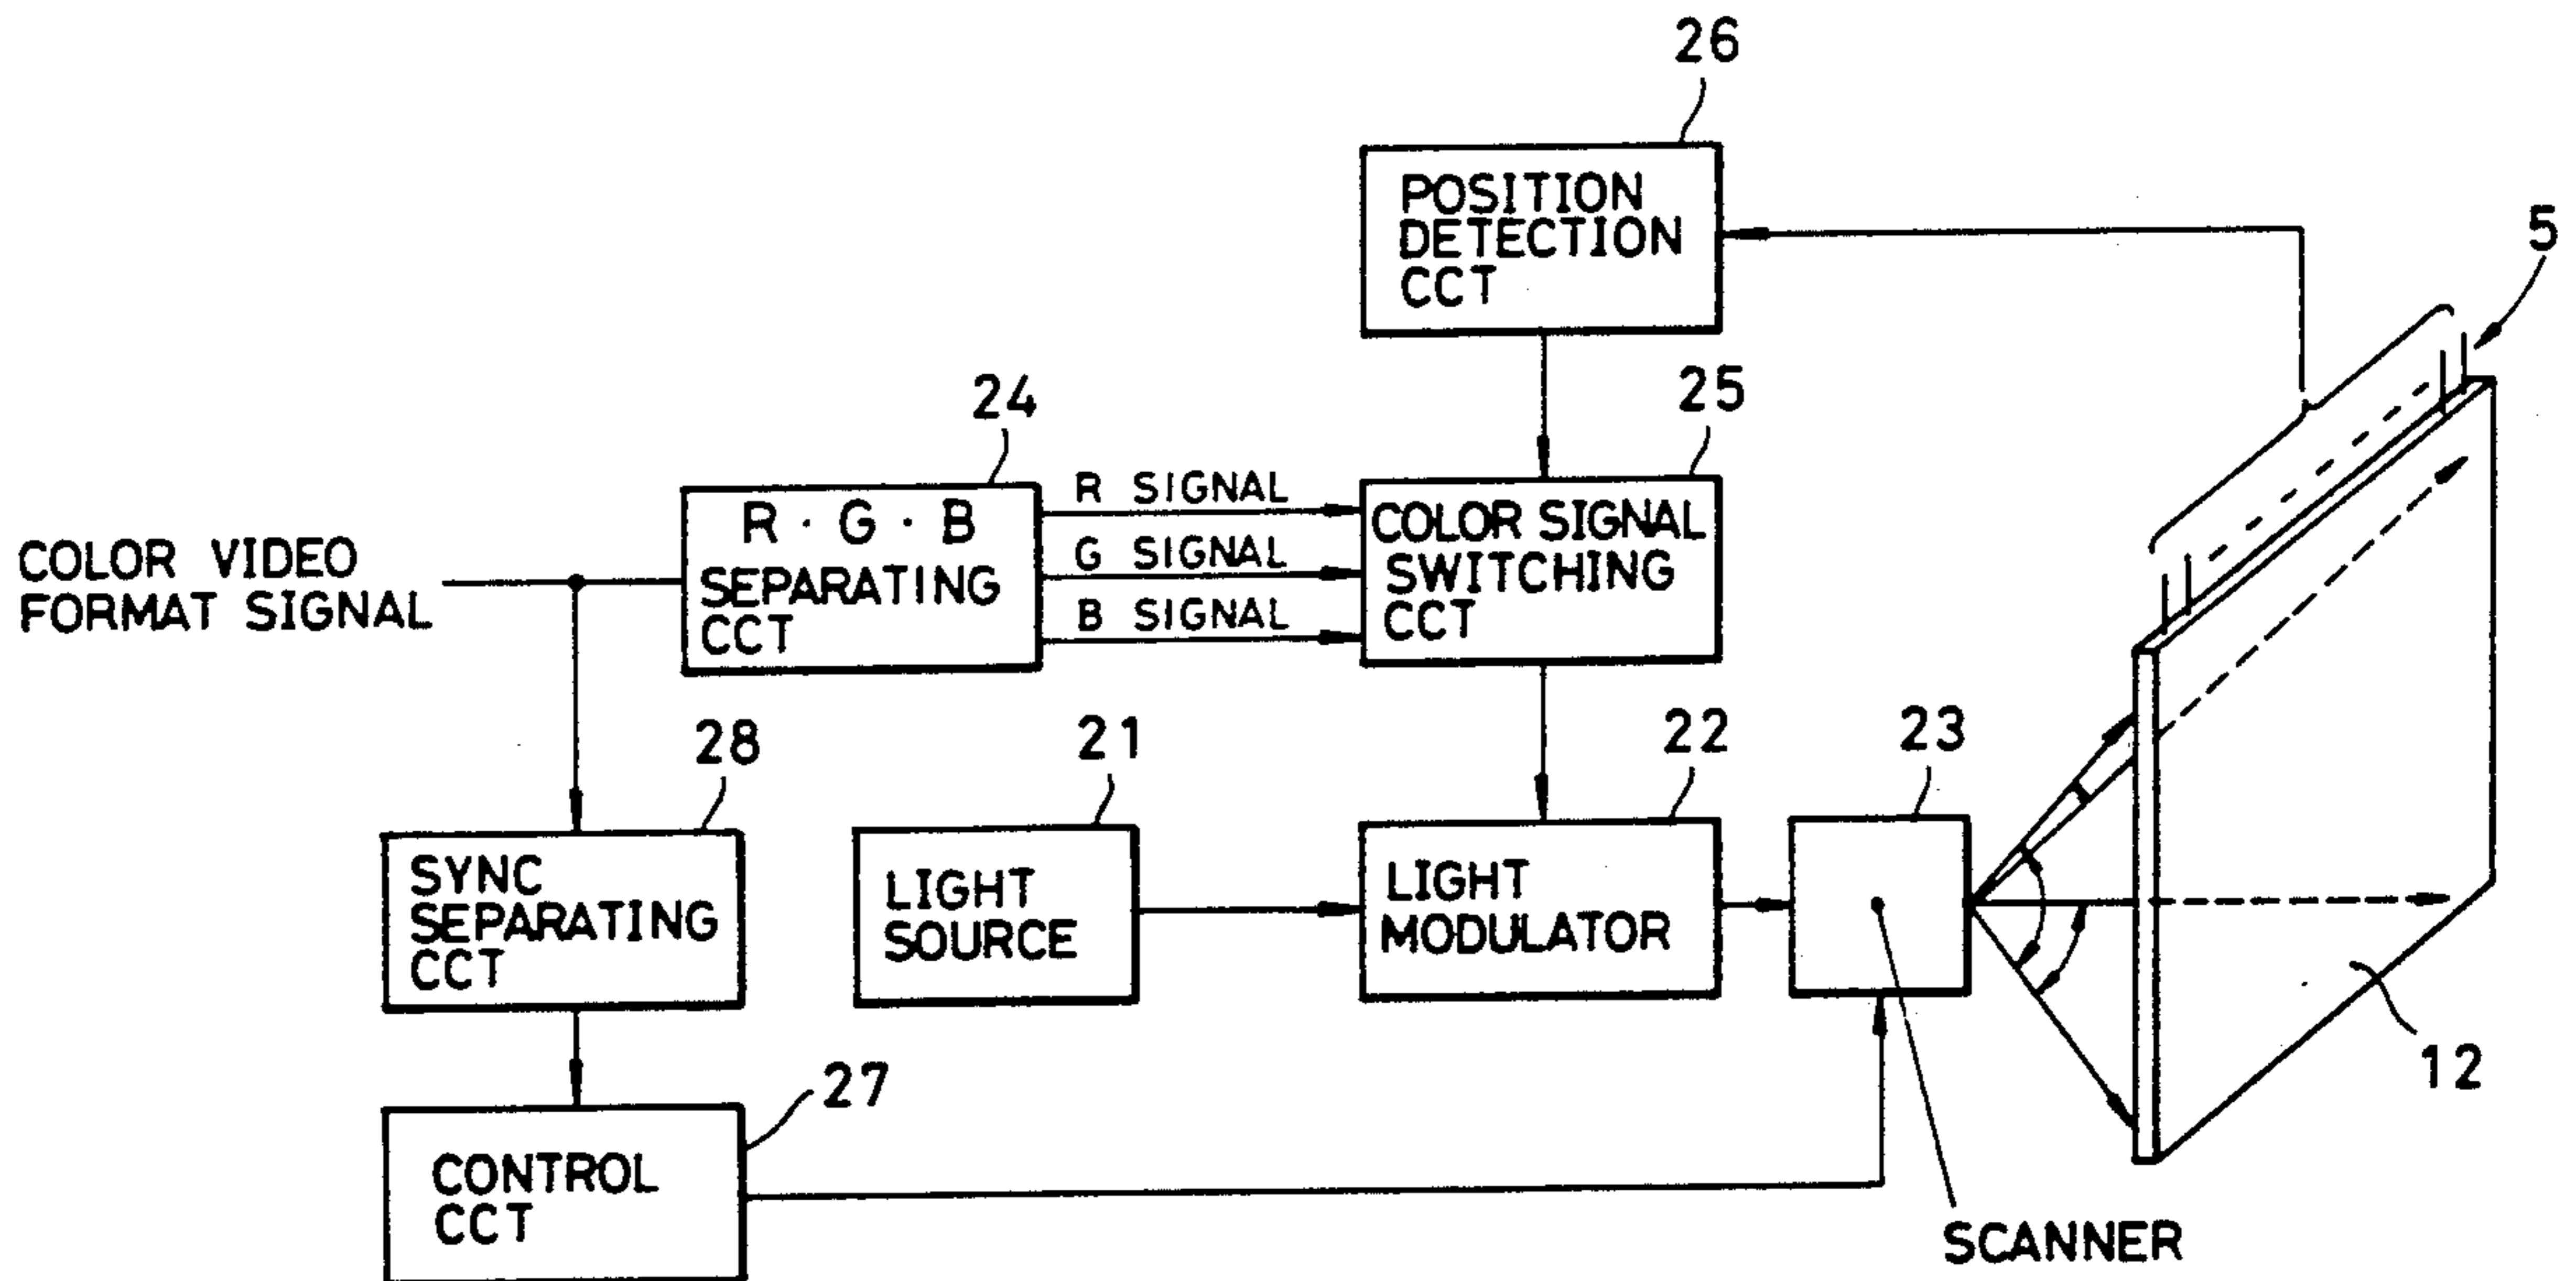 26
POSITION
DETECTION
CCT
5
24
25
R SIGNAL
G SIGNAL
B SIGNAL
R · G · B
SEPARATING
CCT
COLOR SIGNAL
SWITCHING
CCT
COLOR VIDEO
FORMAT SIGNAL
28
21
22
23
SYNC
SEPARATING
CCT
LIGHT
SOURCE
LIGHT
MODULATOR
12
27
CONTROL
CCT
SCANNER